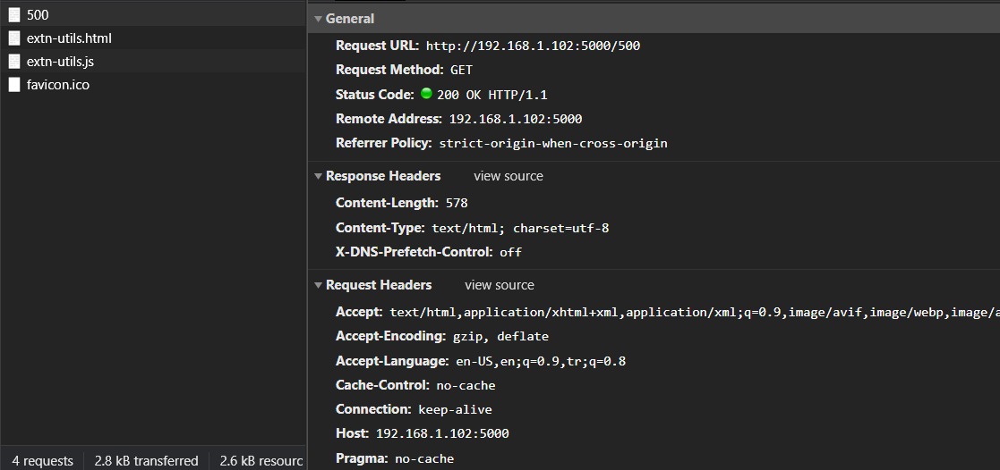 500
extn-utils.html
extn-utils.js
favicon.ico
4 requests 2.8 kB transferred 2.6 kB resourc
General
Request URL: http://192.168.1.102:5000/500
Request Method: GET
Status Code: 200 OK HTTP/1.1
Remote Address: 192.168.1.102:5000
Referrer Policy: strict-origin-when-cross-origin
Response Headers view source
Content-Length: 578
Content-Type: text/html; charset=utf-8
X-DNS-Prefetch-Control: off
Request Headers view source
Accept: text/html,application/xhtml+xml,application/xml;q=0.9,image/avif,image/webp,image/a
Accept-Encoding: gzip, deflate
Accept-Language: en-US,en;q=0.9,tr;q=0.8
Cache-Control: no-cache
Connection: keep-alive
Host: 192.168.1.102:5000
Pragma: no-cache